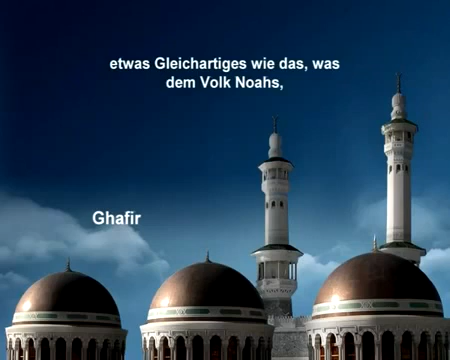 etwas Gleichartiges wie das, was
dem Volk Noahs,
Ghafir